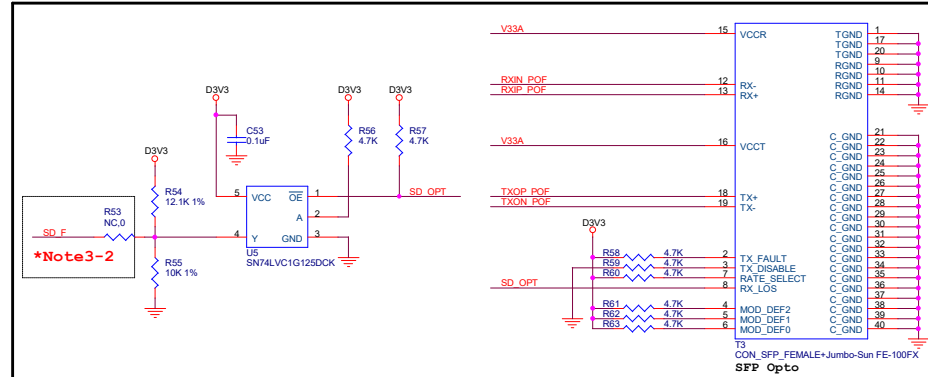 V33A 15 VCCR TGND 1
TGND 17
TGND 20
RGND 9
RXIN_POF 12 RX- RGND 10
RXIP_POF 13 RX+ RGND 11
RGND 14
D3V3 D3V3 D3V3
C53
0.1uF
R56
4.7K
R57
4.7K
V33A 16 VCCT
C_GND 21
C_GND 22
C_GND 23
C_GND 24
C_GND 25
C_GND 26
TXOP_POF 18 TX+ C_GND 27
TXON_POF 19 TX- C_GND 28
C_GND 29
C_GND 30
C_GND 31
C_GND 32
C_GND 33
C_GND 34
C_GND 35
C_GND 36
C_GND 37
C_GND 38
C_GND 39
C_GND 40
D3V3
R54
12.1K 1%
5 VCC OE 1 SD_OPT
A 2
4 Y GND 3
U5
SN74LVC1G125DCK
R53
NC,0
SD_F
*Note3-2
R55
10K 1%
D3V3
R58 4.7K 2 TX_FAULT
R59 4.7K 3 TX_DISABLE
R60 4.7K 7 RATE_SELECT
SD_OPT 8 RX_LOS
R61 4.7K 4 MOD_DEF2
R62 4.7K 5 MOD_DEF1
R63 4.7K 6 MOD_DEF0
T3
CON_SFP_FEMALE+Jumbo-Sun FE-100FX
SFP Opto